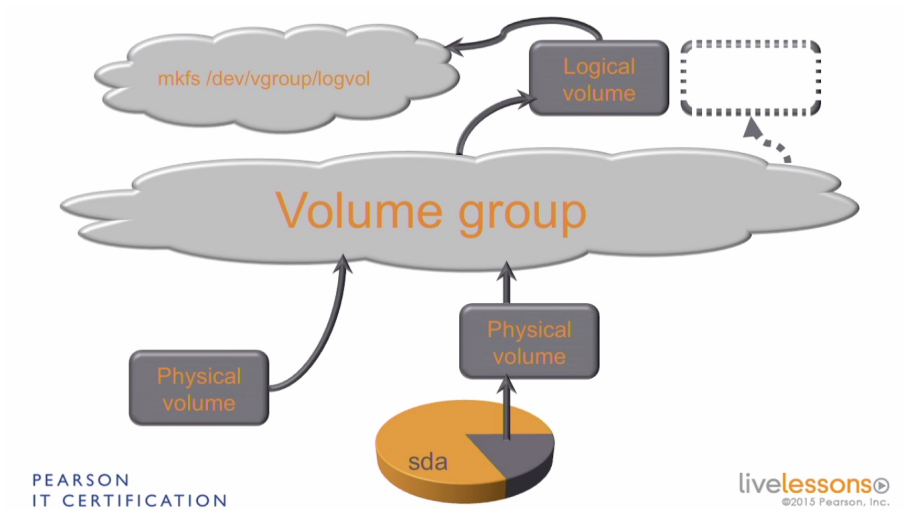 mkfs /dev/vgroup/logvol
Logical
volume
Volume group
Physical
volume
Physical
volume
sda
PEARSON
IT CERTIFICATION
livelessons
©2015 Pearson, Inc.